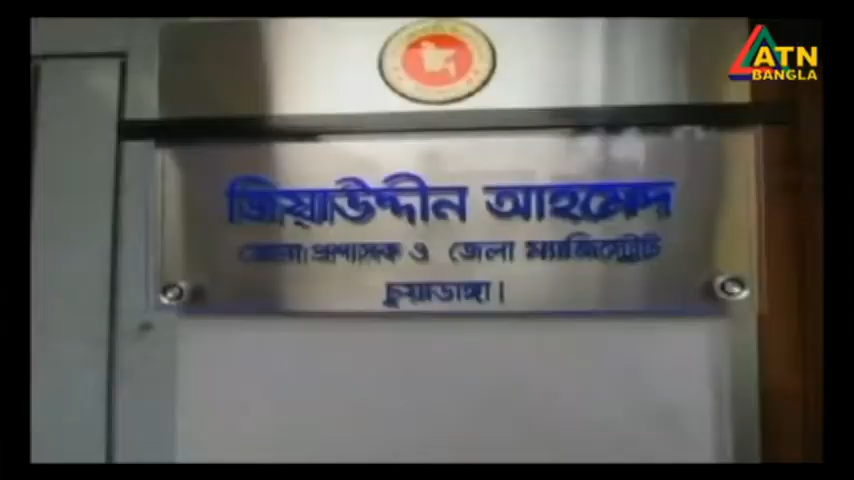 ATN
BANGLA
জিয়াউদ্দীন আহমেদ
জেলা প্রশাসক ও জেলা ম্যাজিস্ট্রেট
চুয়াডাঙ্গা।